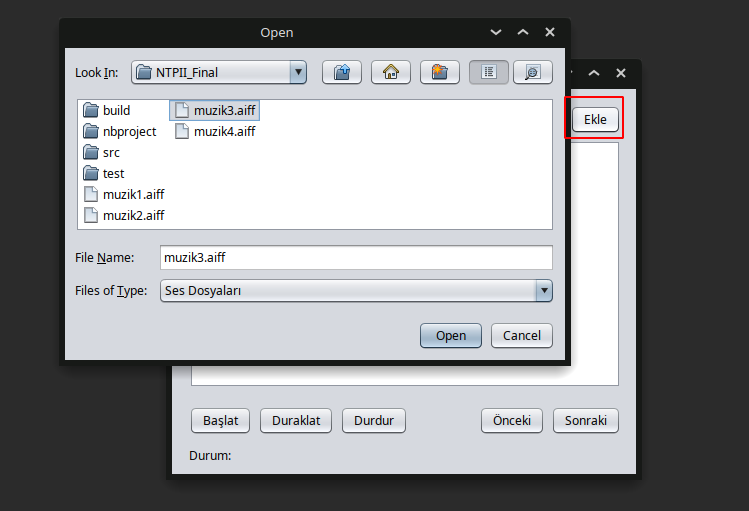 Open
Look In: NTPII_Final
build
nbproject
src
test
muzik1.aiff
muzik2.aiff
muzik3.aiff
muzik4.aiff
File Name: muzik3.aiff
Files of Type: Ses Dosyaları
Open Cancel
Ekle
Başlat Duraklat Durdur Önceki Sonraki
Durum: